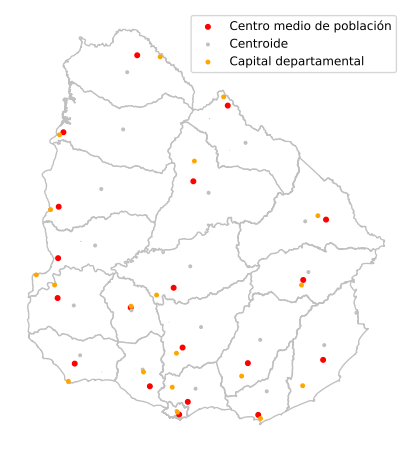 Centro medio de población
Centroide
Capital departamental